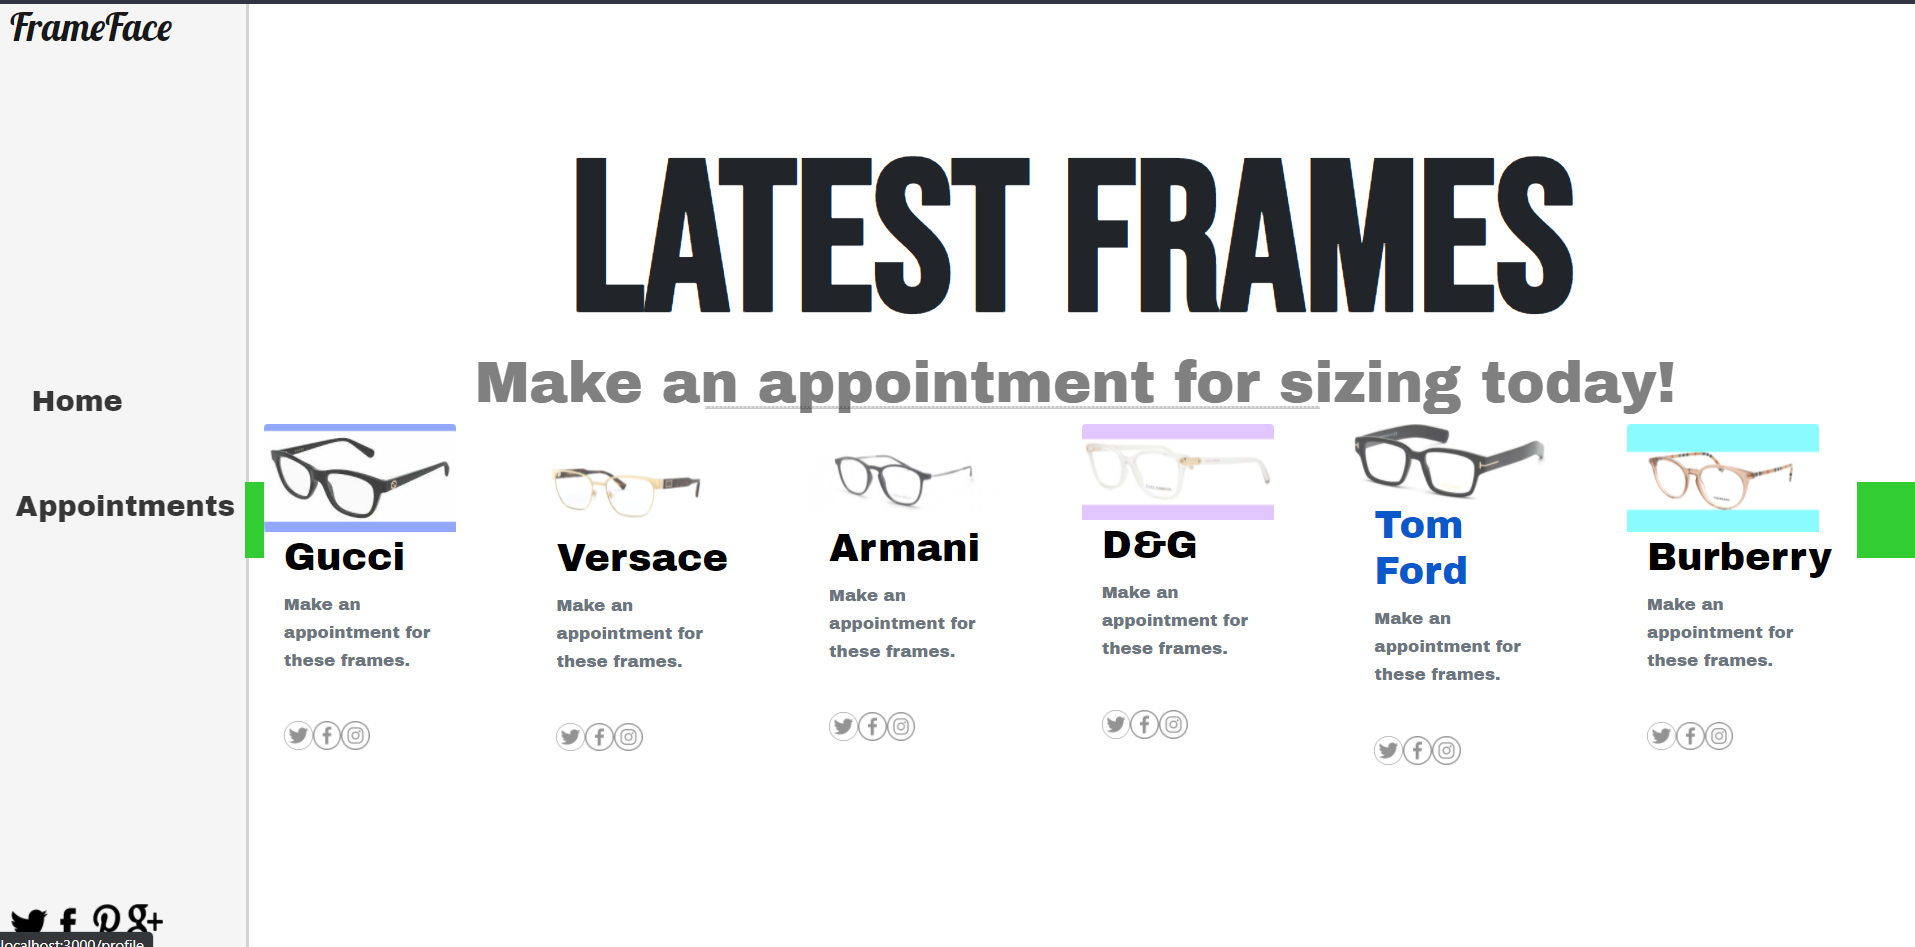 FrameFace
Home
Appointments
LATEST FRAMES
Make an appointment for sizing today!
Gucci
Make an
appointment for
these frames.
Versace
Make an
appointment for
these frames.
Armani
Make an
appointment for
these frames.
D&G
Make an
appointment for
these frames.
Tom
Ford
Make an
appointment for
these frames.
Burberry
Make an
appointment for
these frames.
localhost:3000/profile